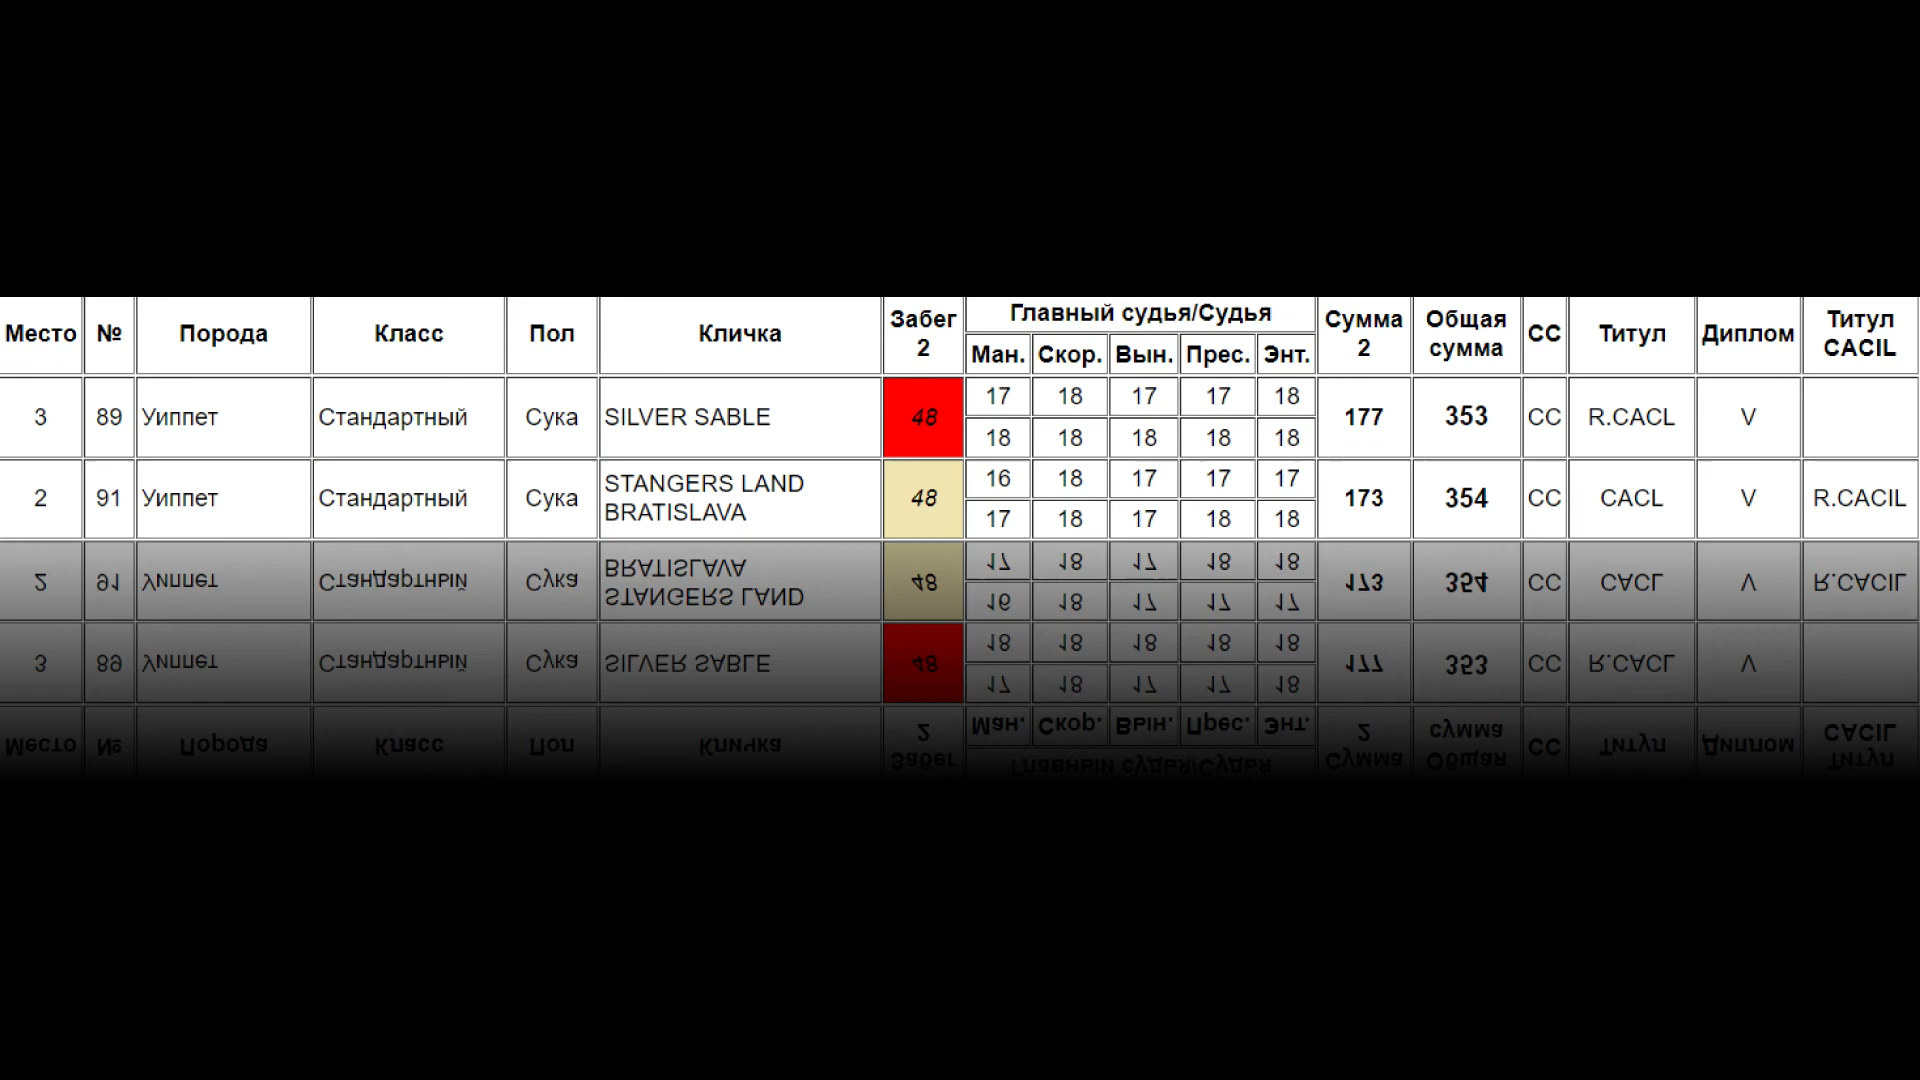 Место № Порода Класс Пол Кличка Забег 2 Главный судья/Судья Сумма 2 Общая сумма CC Титул Диплом Титул CACIL
Ман. Скор. Вын. Прес. Энт.
3 89 Уиппет Стандартный Сука SILVER SABLE 48 17 18 17 17 18 177 353 CC R.CACL V
18 18 18 18 18
2 91 Уиппет Стандартный Сука STANGERS LAND BRATISLAVA 48 16 18 17 17 17 173 354 CC CACL V R.CACIL
17 18 17 18 18